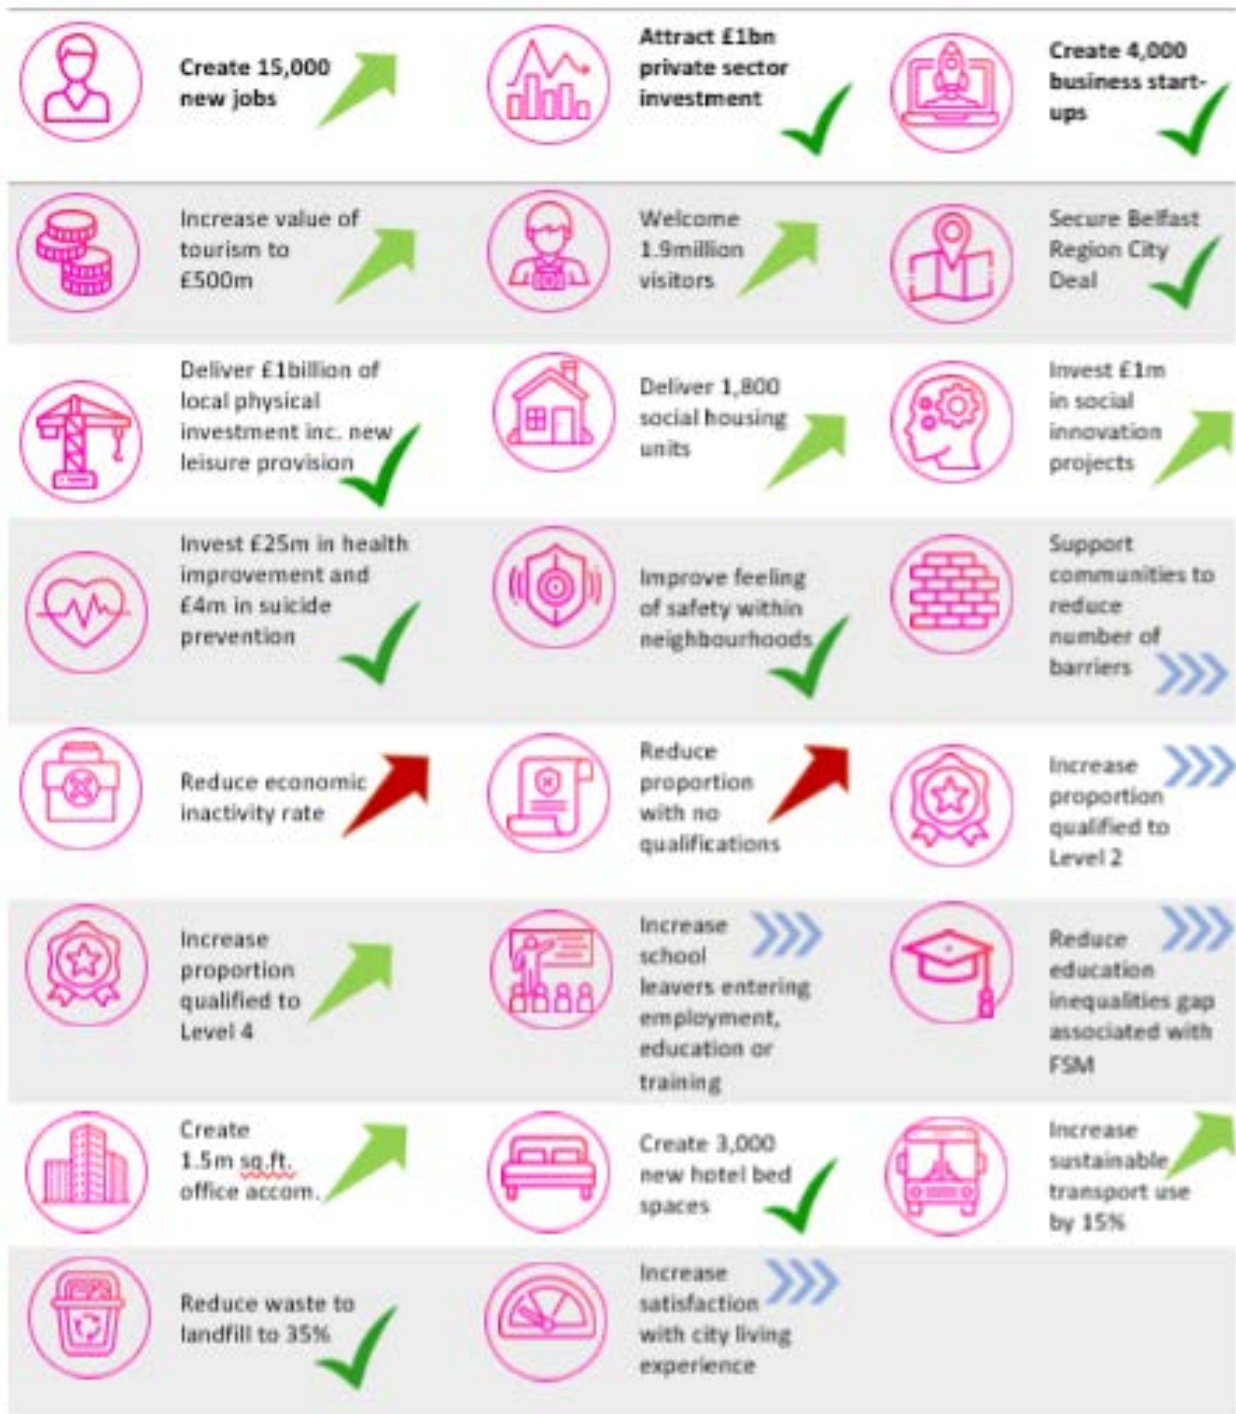 Create 15,000
new jobs
Attract £1bn
private sector
investment
Create 4,000
business start-
ups
Increase value of
tourism to
£500m
Welcome
1.9million
visitors
Secure Belfast
Region City
Deal
Deliver £1billion of
local physical
investment inc. new
leisure provision
Deliver 1,800
social housing
units
Invest £1m
in social
innovation
projects
Invest £25m in health
improvement and
£4m in suicide
prevention
Improve feeling
of safety within
neighbourhoods
Support
communities to
reduce
number of
barriers
Reduce economic
inactivity rate
Reduce
proportion
with no
qualifications
Increase
proportion
qualified to
Level 2
Increase
proportion
qualified to
Level 4
Increase
school
leavers entering
employment,
education or
training
Reduce
education
inequalities gap
associated with
FSM
Create
1.5m sq.ft.
office accom.
Create 3,000
new hotel bed
spaces
Increase
sustainable
transport use
by 15%
Reduce waste to
landfill to 35%
Increase
satisfaction
with city living
experience